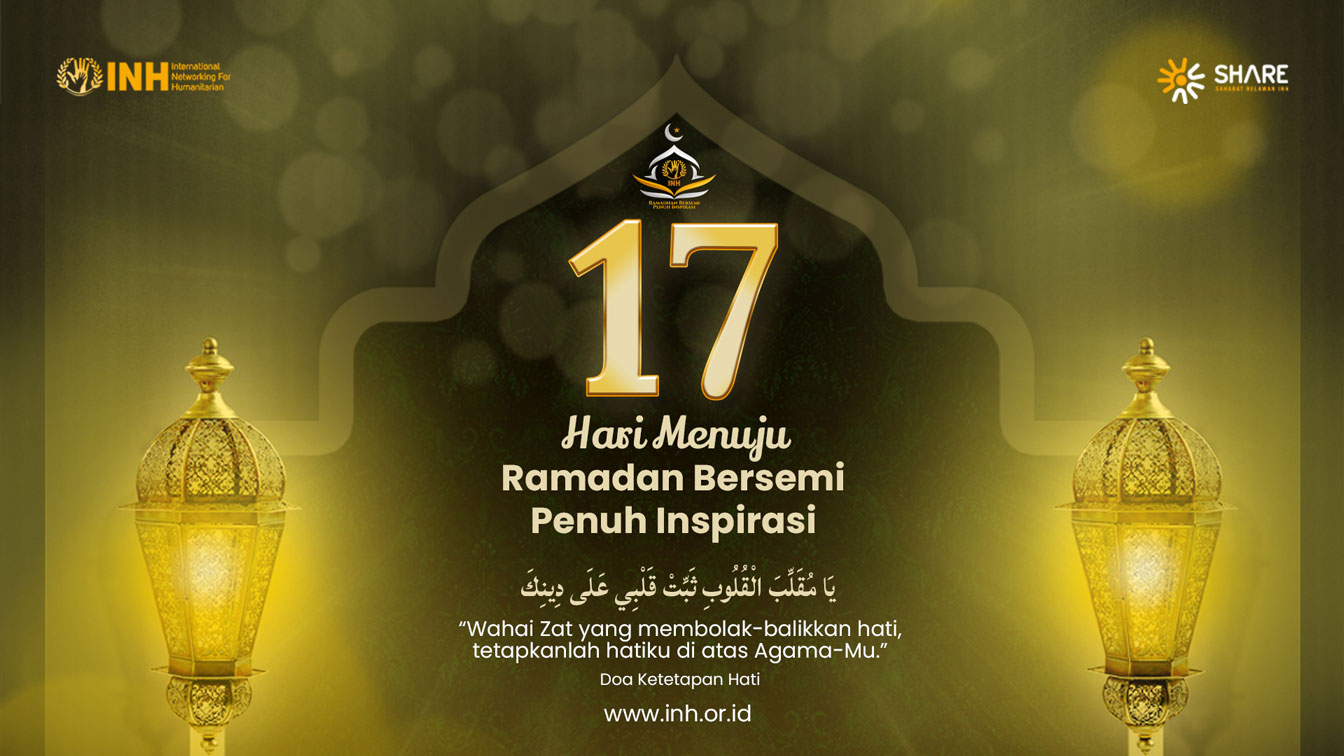 INH
International
Networking For
Humanitarian
SHARE
SAHABAT RELAWAN INH
INH
RAMADHAN BERSEMI
PENUH INSPIRASI
17
Hari Menuju
Ramadan Bersemi
Penuh Inspirasi
يَا مُقَلِّبَ الْقُلُوبِ ثَبِّتْ قَلْبِي عَلَى دِينِكَ
“Wahai Zat yang membolak-balikkan hati,
tetapkanlah hatiku di atas Agama-Mu.”
Doa Ketetapan Hati
www.inh.or.id